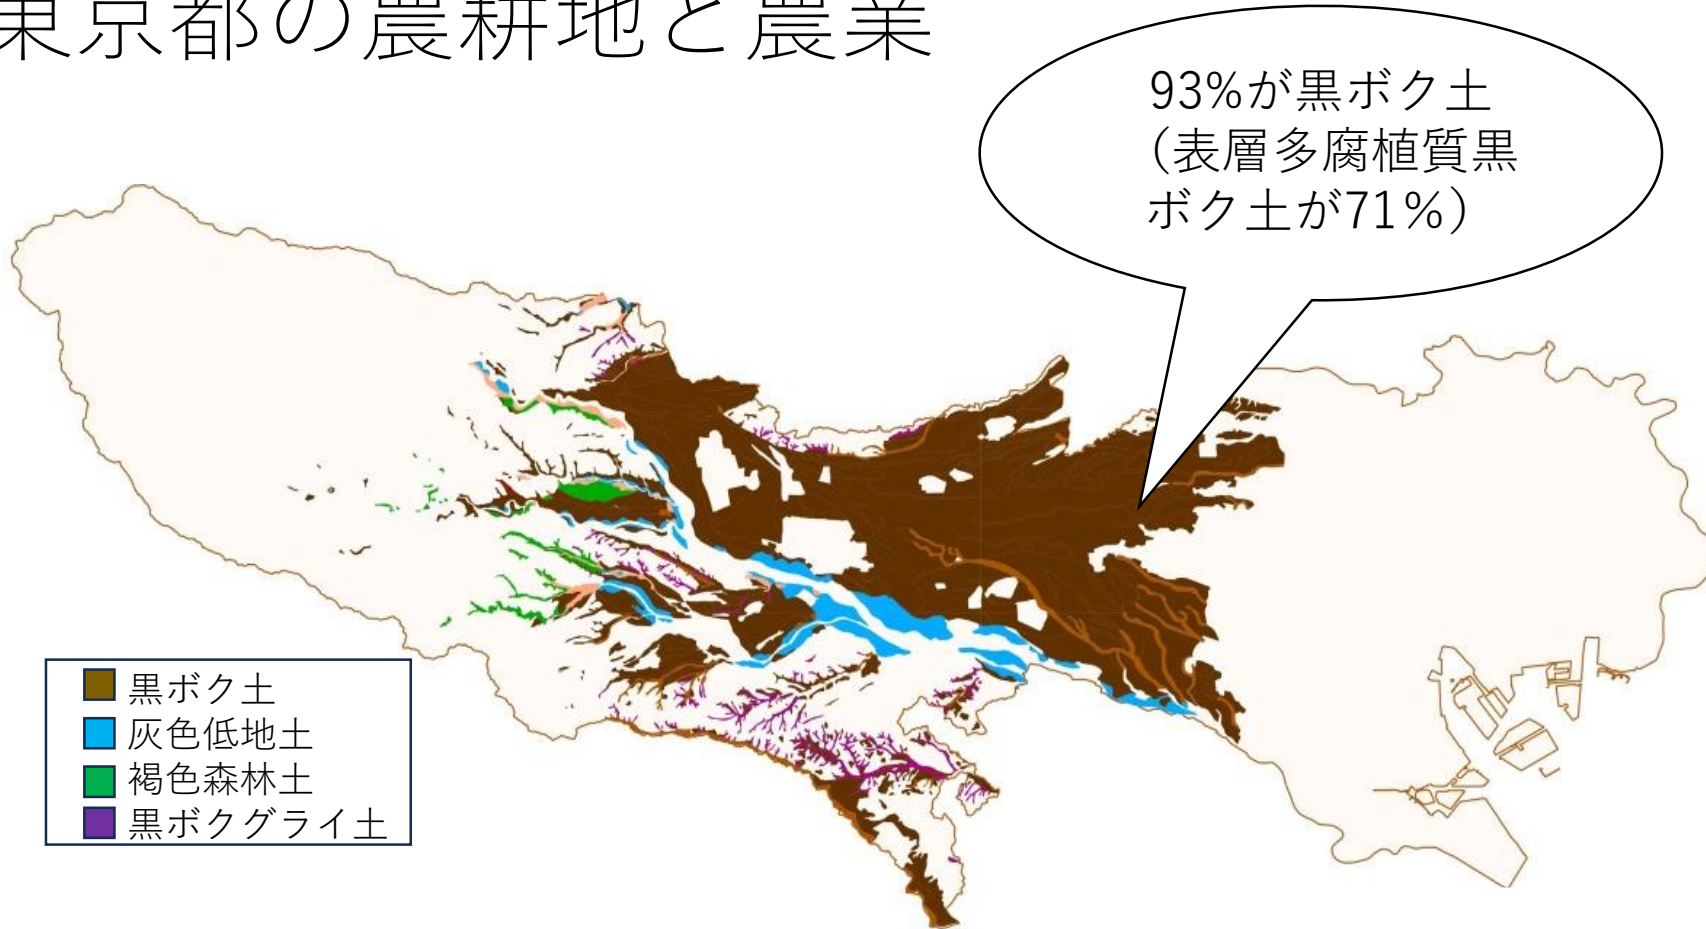 東京都の農耕地と農業
93%が黒ボク土
（表層多腐植質黒
ボク土が71%）
黒ボク土
灰色低地土
褐色森林土
黒ボクグライ土